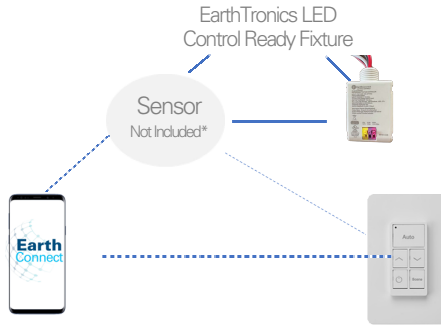 EarthTronics LED
Control Ready Fixture
Sensor
Not Included*
Earth
Connect
Auto